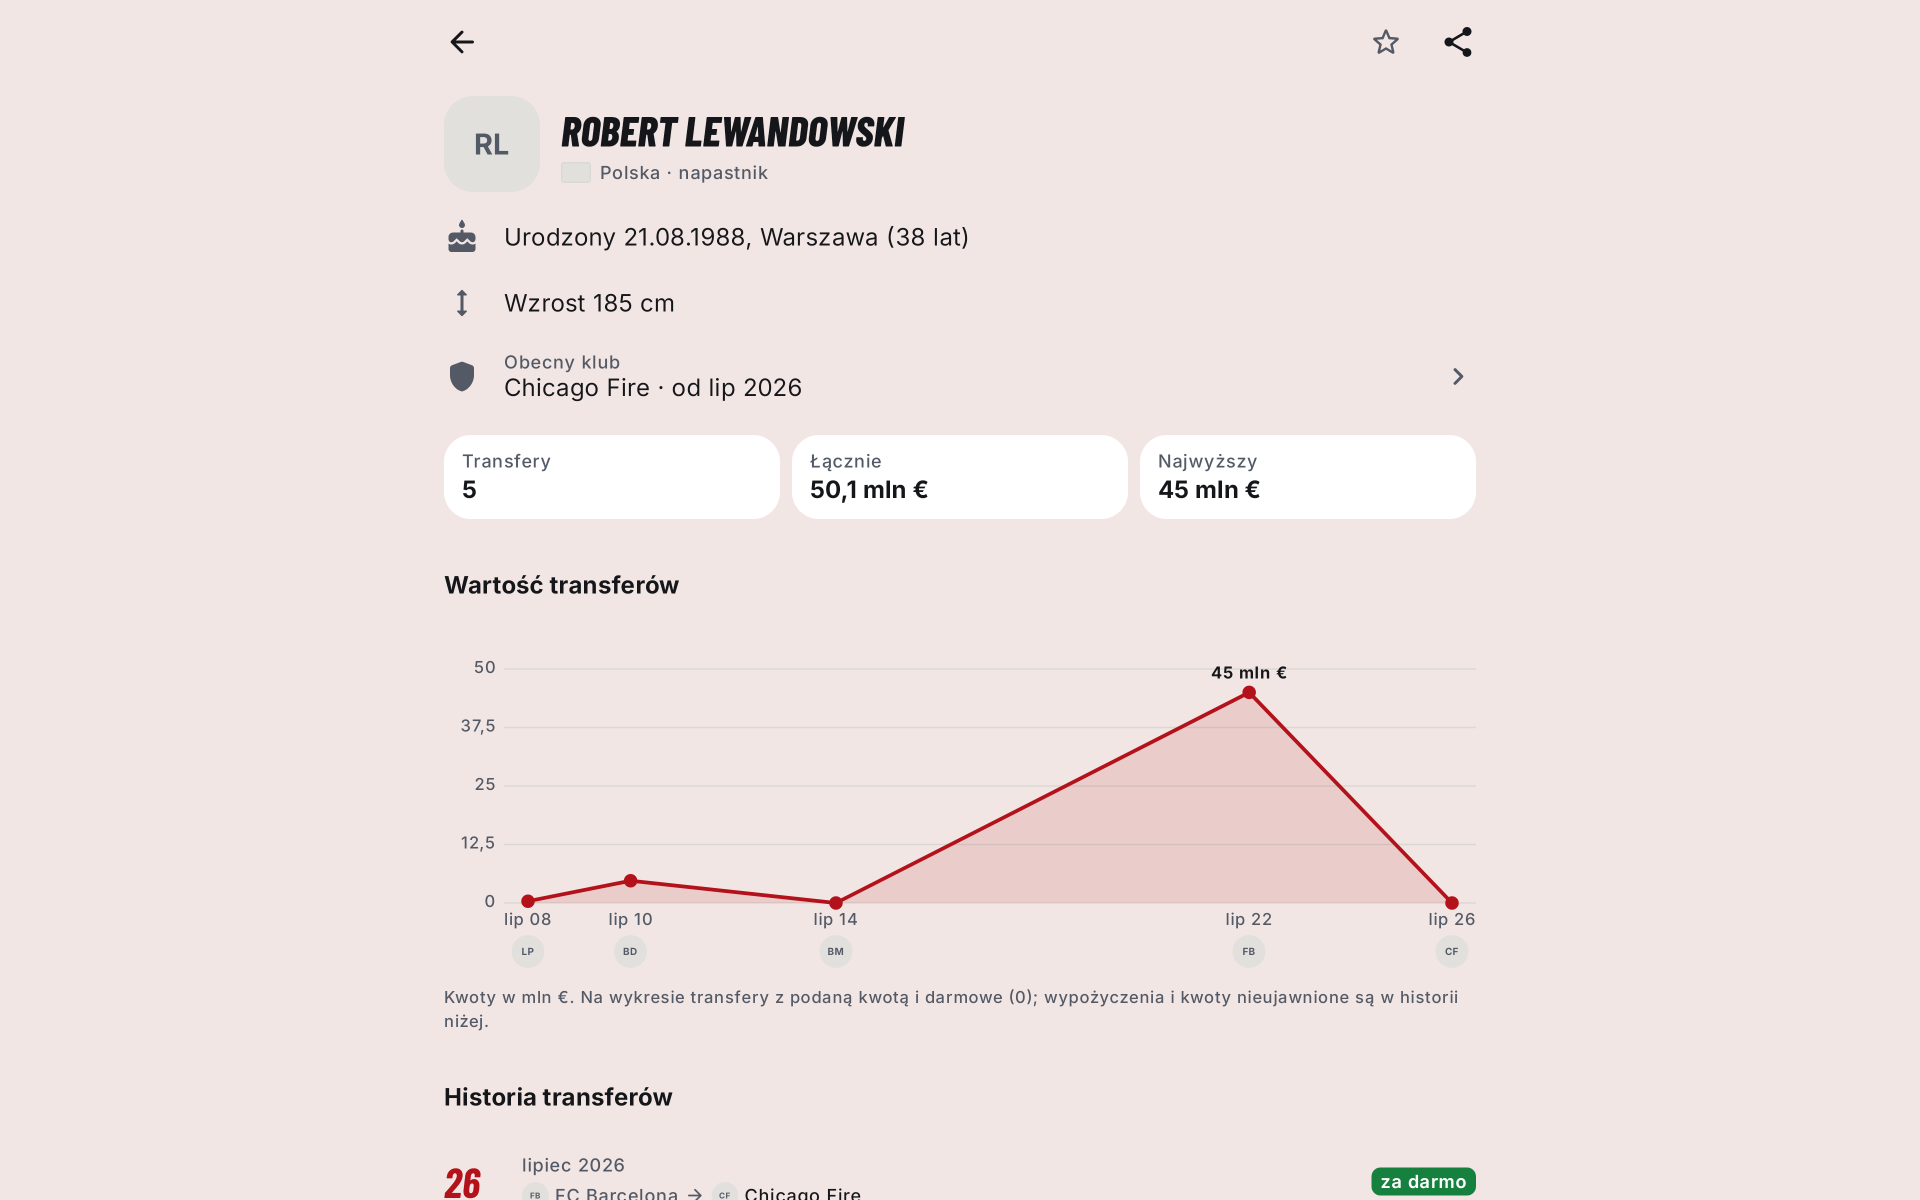 RL
ROBERT LEWANDOWSKI
Polska · napastnik
Urodzony 21.08.1988, Warszawa (38 lat)
Wzrost 185 cm
Obecny klub
Chicago Fire · od lip 2026
Transfery
5
Łącznie
50,1 mln €
Najwyższy
45 mln €
Wartość transferów
50
37,5
25
12,5
0
45 mln €
lip 08
lip 10
lip 14
lip 22
lip 26
LP
BD
BM
FB
CF
Kwoty w mln €. Na wykresie transfery z podaną kwotą i darmowe (0); wypożyczenia i kwoty nieujawnione są w historii
niżej.
Historia transferów
26
lipiec 2026
FB FC Barcelona → CF Chicago Fire
za darmo